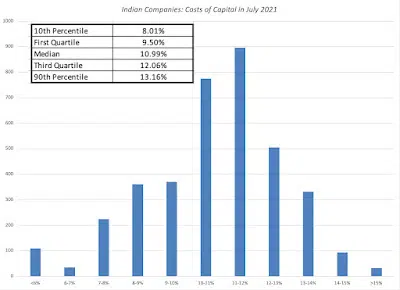 Indian Companies: Costs of Capital in July 2021
10th Percentile 8.01%
First Quartile 9.50%
Median 10.99%
Third Quartile 12.06%
90th Percentile 13.16%
1000
900
800
700
600
500
400
300
200
100
0
<6% 6-7% 7-8% 8-9% 9-10% 10-11% 11-12% 12-13% 13-14% 14-15% >15%